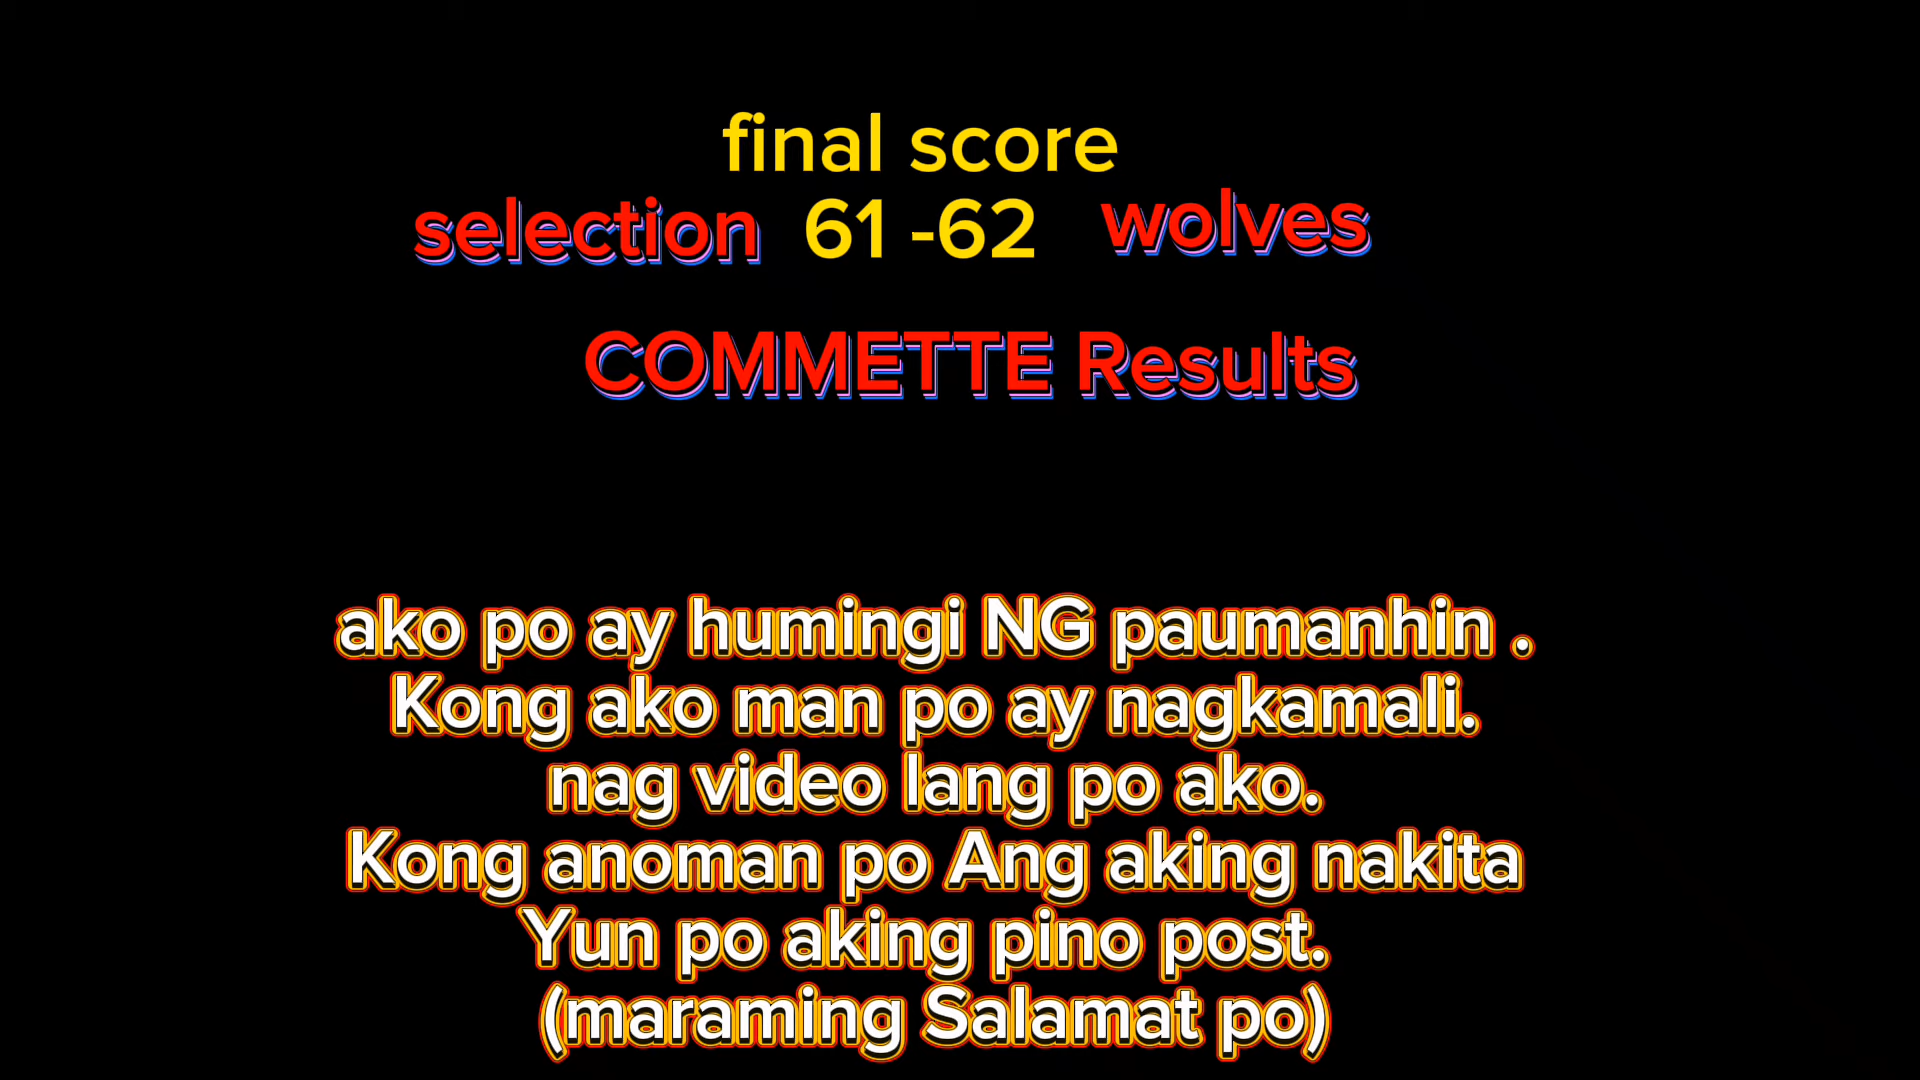 final score
selection 61 -62 wolves
COMMETTE Results
ako po ay humingi NG paumanhin .
Kong ako man po ay nagkamali.
nag video lang po ako.
Kong anoman po Ang aking nakita
Yun po aking pino post.
(maraming Salamat po)